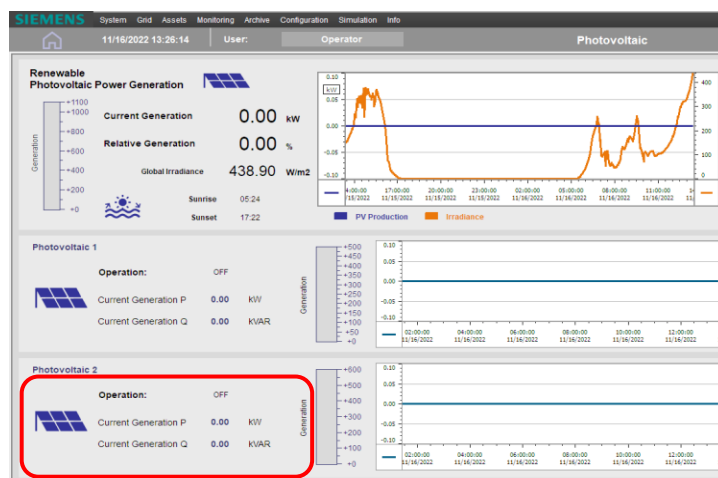 SIEMENS System Grid Assets Monitoring Archive Configuration Simulation Info
11/16/2022 13:26:14 User: Operator Photovoltaic
Renewable
Photovoltaic Power Generation
+1100
+1000
+800
+600
+400
+200
+0
Generation
Current Generation 0.00 kW
Relative Generation 0.00 %
Global Irradiance 438.90 W/m2
Sunrise 05:24
Sunset 17:22
0.10
kW
0.05
0.00
-0.05
-0.10
400
300
200
100
0
4:00:00 17:00:00 20:00:00 23:00:00 02:00:00 05:00:00 08:00:00 11:00:00
/15/2022 11/15/2022 11/15/2022 11/15/2022 11/16/2022 11/16/2022 11/16/2022 11/16/2022 11
PV Production Irradiance
Photovoltaic 1
Operation: OFF
Current Generation P 0.00 KW
Current Generation Q 0.00 KVAR
Generation
+500
+450
+400
+350
+300
+250
+200
+150
+100
+50
+0
0.10
0.05
0.00
-0.05
-0.10
02:00:00 04:00:00 06:00:00 08:00:00 10:00:00 12:00:00
11/16/2022 11/16/2022 11/16/2022 11/16/2022 11/16/2022 11/16/2022
Photovoltaic 2
Operation: OFF
Current Generation P 0.00 KW
Current Generation Q 0.00 KVAR
Generation
+600
+500
+400
+300
+200
+100
+0
0.10
0.05
0.00
-0.05
-0.10
02:00:00 04:00:00 06:00:00 08:00:00 10:00:00 12:00:00
11/16/2022 11/16/2022 11/16/2022 11/16/2022 11/16/2022 11/16/2022